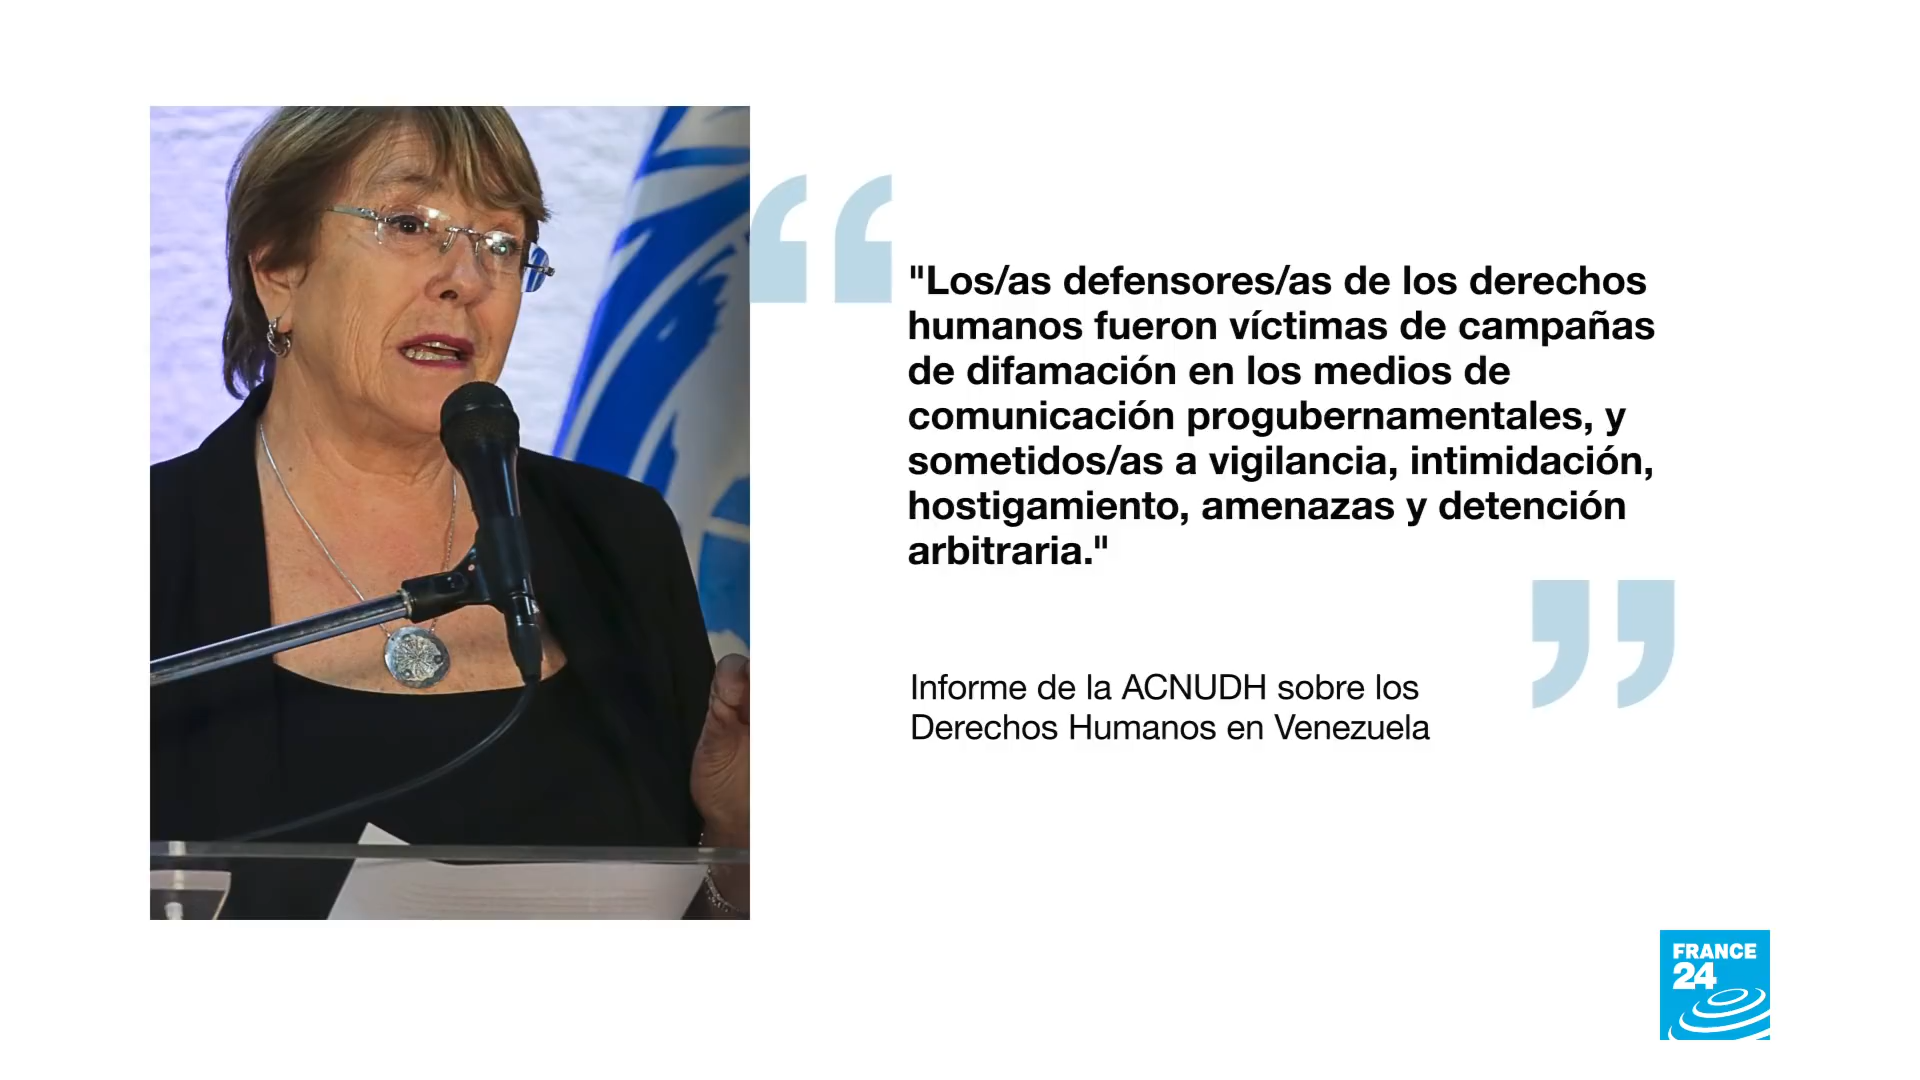 "Los/as defensores/as de los derechos
humanos fueron víctimas de campañas
de difamación en los medios de
comunicación progubernamentales, y
sometidos/as a vigilancia, intimidación,
hostigamiento, amenazas y detención
arbitraria."
Informe de la ACNUDH sobre los
Derechos Humanos en Venezuela
FRANCE
24